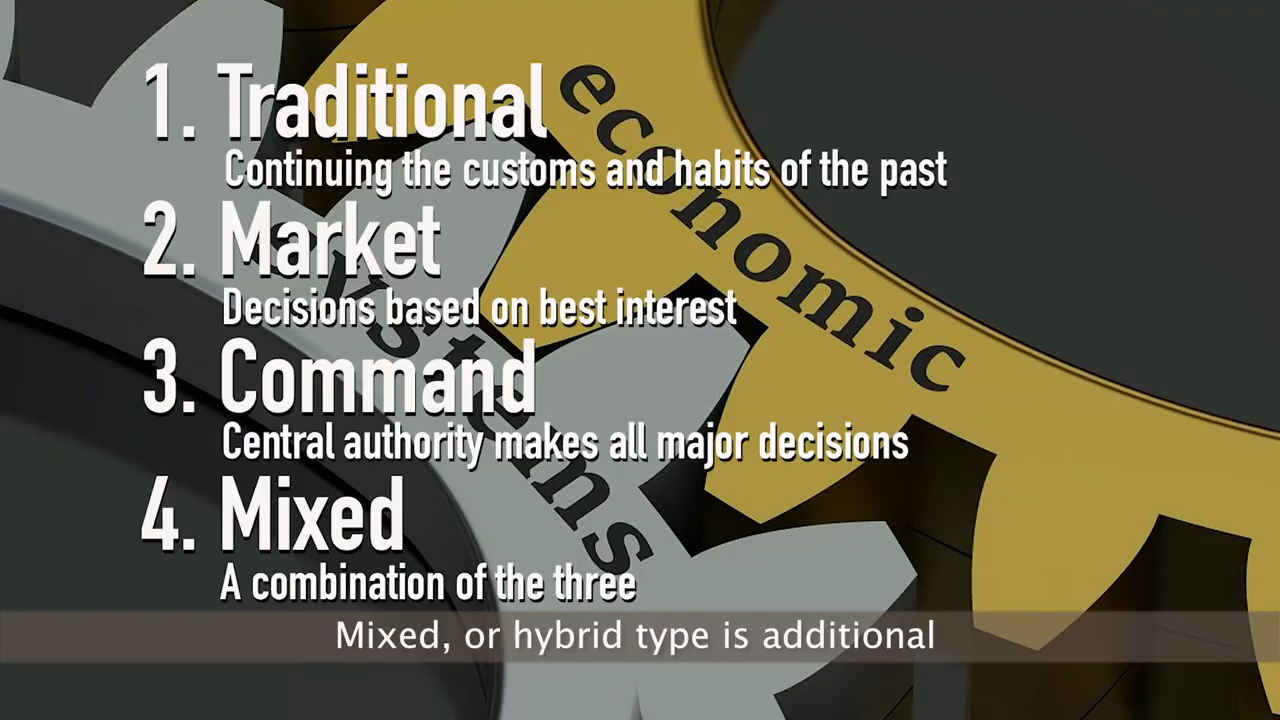 1. Traditional
Continuing the customs and habits of the past
2. Market
Decisions based on best interest
3. Command
Central authority makes all major decisions
4. Mixed
A combination of the three
economic
systems
Mixed, or hybrid type is additional